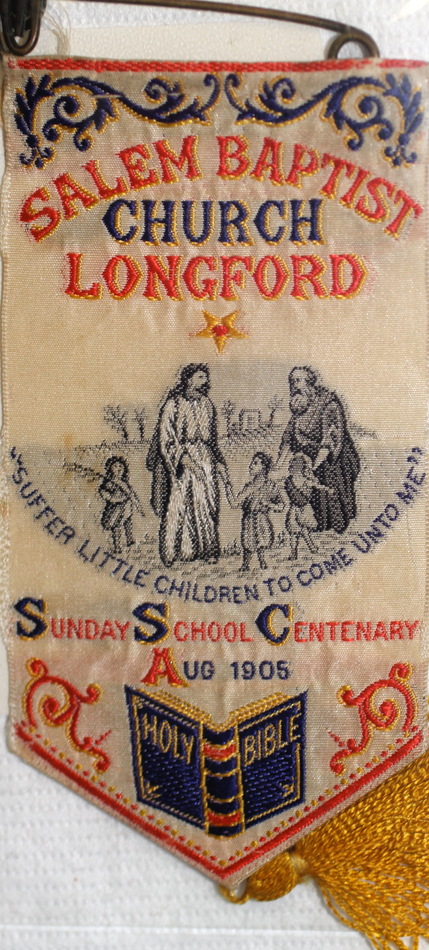 SALEM BAPTIST
CHURCH
LONGFORD
"SUFFER LITTLE CHILDREN TO COME UNTO ME"
SUNDAY SCHOOL CENTENARY
AUG 1905
HOLY BIBLE